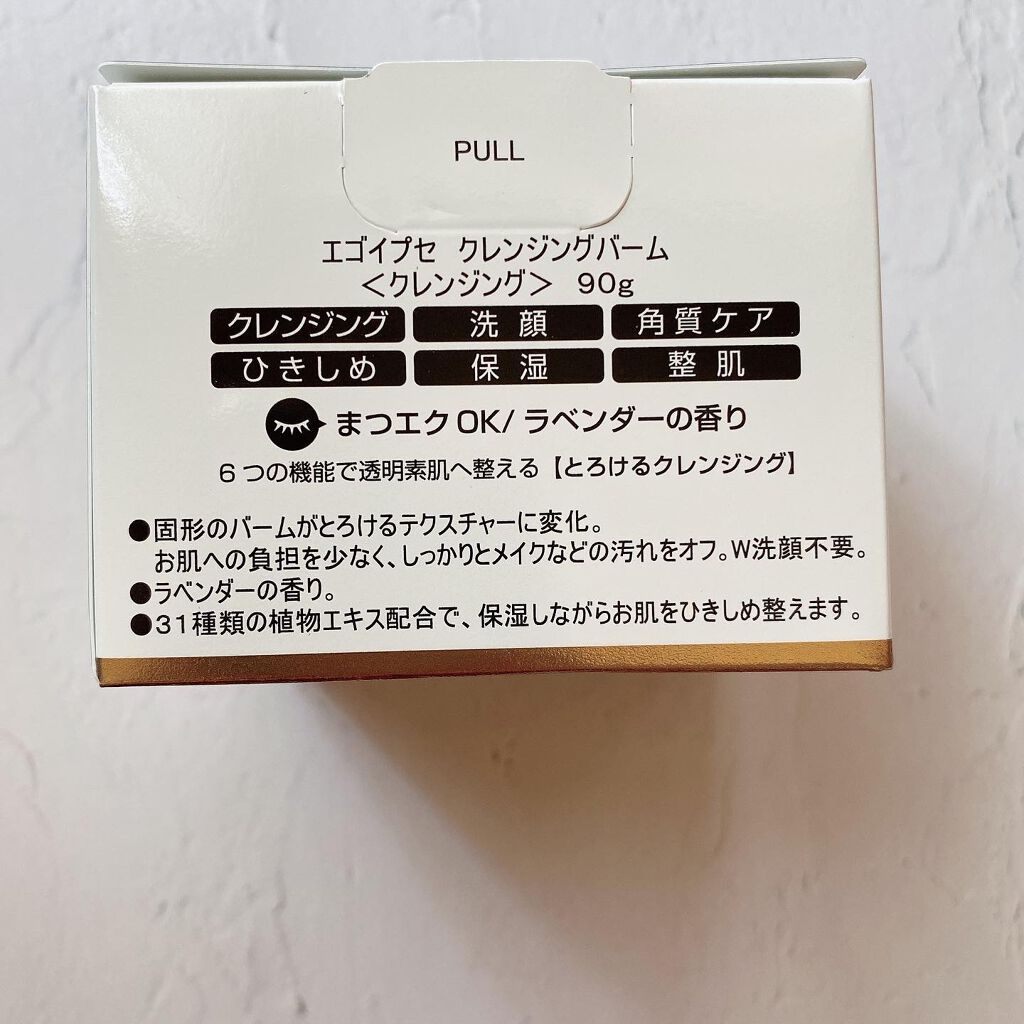 PULL
エゴイプセ クレンジングバーム
＜クレンジング＞ 90g
クレンジング 洗顔 角質ケア
ひきしめ 保湿 整肌
まつエクOK/ラベンダーの香り
6つの機能で透明素肌へ整える【とろけるクレンジング】
●固形のバームがとろけるテクスチャーに変化。
お肌への負担を少なく、しっかりとメイクなどの汚れをオフ。W洗顔不要。
●ラベンダーの香り。
●31種類の植物エキス配合で、保湿しながらお肌をひきしめ整えます。